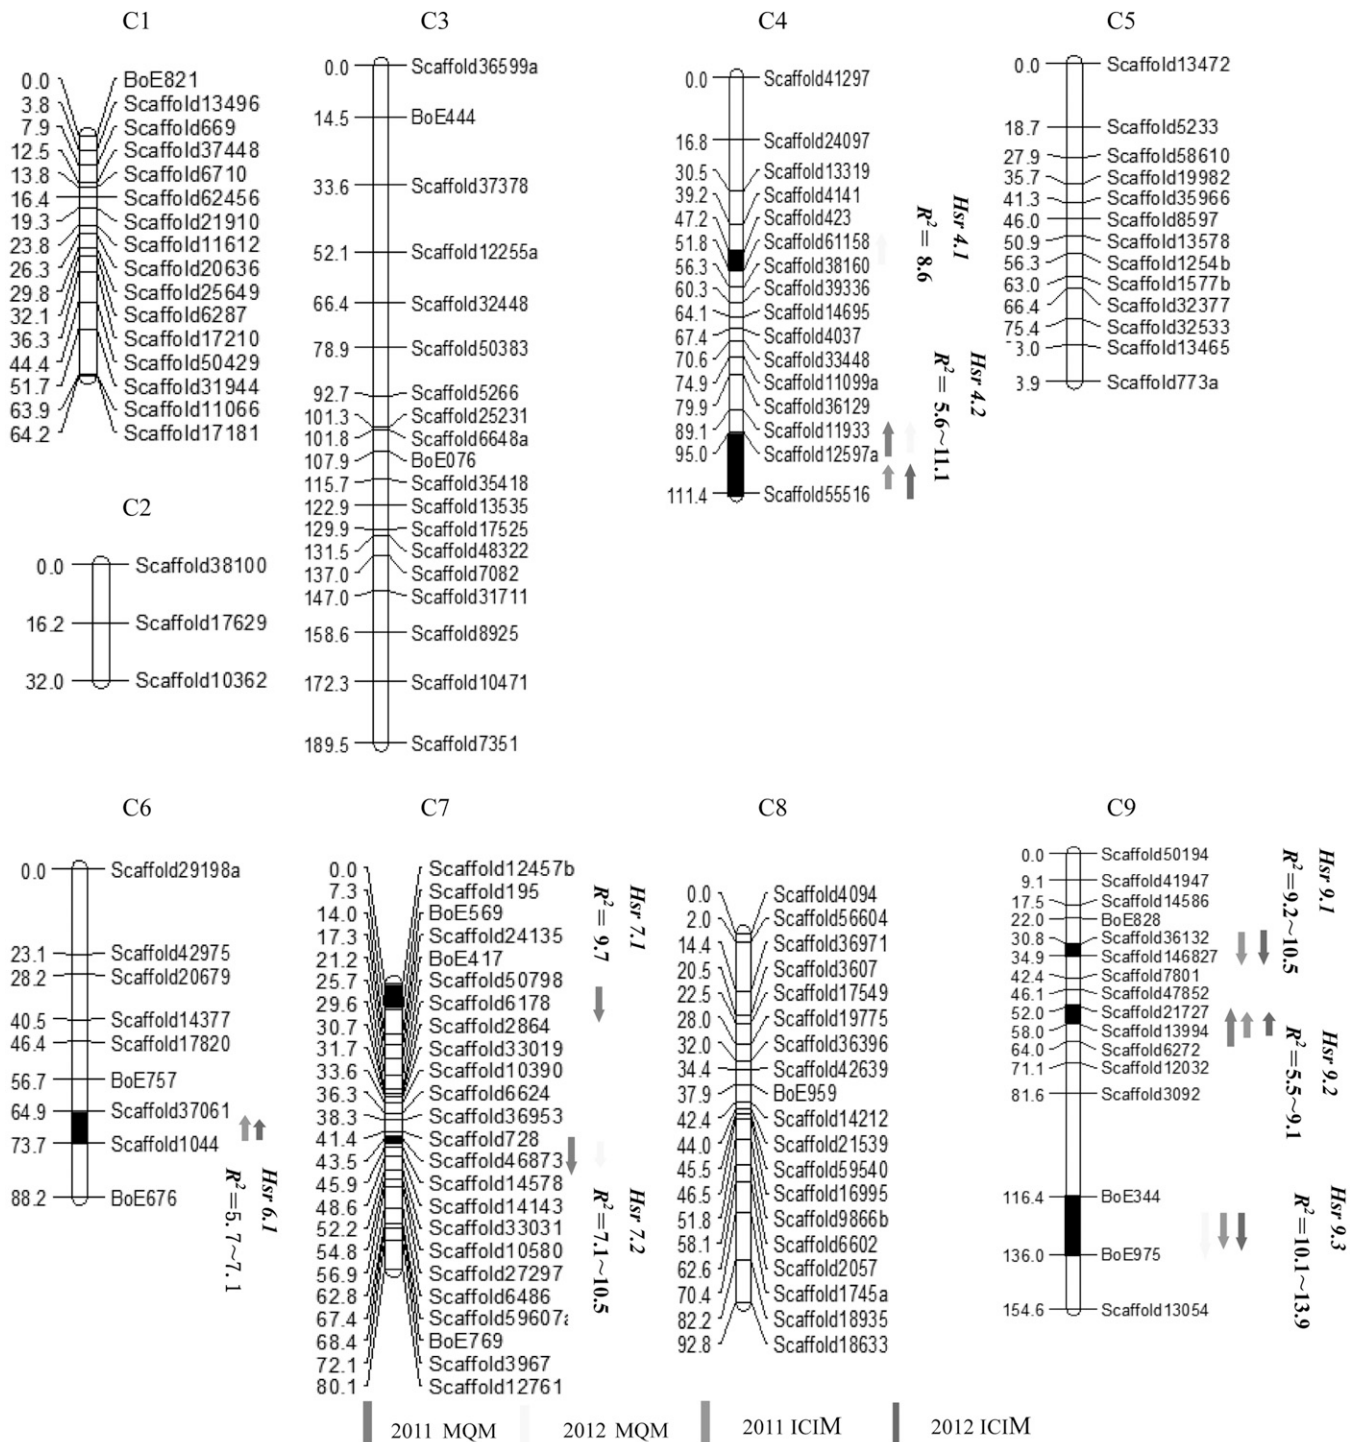 C1
0.0 BoE821
3.8 Scaffold13496
7.9 Scaffold669
12.5 Scaffold37448
13.8 Scaffold6710
16.4 Scaffold62456
19.3 Scaffold21910
23.8 Scaffold11612
26.3 Scaffold20636
29.8 Scaffold25649
32.1 Scaffold6287
36.3 Scaffold17210
44.4 Scaffold50429
51.7 Scaffold31944
63.9 Scaffold11066
64.2 Scaffold17181
C2
0.0 Scaffold38100
16.2 Scaffold17629
32.0 Scaffold10362
C3
0.0 Scaffold36599a
14.5 BoE444
33.6 Scaffold37378
52.1 Scaffold12255a
66.4 Scaffold32448
78.9 Scaffold50383
92.7 Scaffold5266
101.3 Scaffold25231
101.8 Scaffold6648a
107.9 BoE076
115.7 Scaffold35418
122.9 Scaffold13535
129.9 Scaffold17525
131.5 Scaffold48322
137.0 Scaffold7082
147.0 Scaffold31711
158.6 Scaffold8925
172.3 Scaffold10471
189.5 Scaffold7351
C4
0.0 Scaffold41297
16.8 Scaffold24097
30.5 Scaffold13319
39.2 Scaffold4141
47.2 Scaffold423
51.8 Scaffold61158
56.3 Scaffold38160
60.3 Scaffold39336
64.1 Scaffold14695
67.4 Scaffold4037
70.6 Scaffold33448
74.9 Scaffold11099a
79.9 Scaffold36129
89.1 Scaffold11933
95.0 Scaffold12597a
111.4 Scaffold55516
Hsr 4.1
R² = 8.6
Hsr 4.2
R² = 5.6~11.1
C5
0.0 Scaffold13472
18.7 Scaffold5233
27.9 Scaffold58610
35.7 Scaffold19982
41.3 Scaffold35966
46.0 Scaffold8597
50.9 Scaffold13578
56.3 Scaffold1254b
63.0 Scaffold1577b
66.4 Scaffold32377
75.4 Scaffold32533
3.0 Scaffold13465
3.9 Scaffold773a
C6
0.0 Scaffold29198a
23.1 Scaffold42975
28.2 Scaffold20679
40.5 Scaffold14377
46.4 Scaffold17820
56.7 BoE757
64.9 Scaffold37061
73.7 Scaffold1044
88.2 BoE676
Hsr 6.1
R²=5.7~7.1
C7
0.0 Scaffold12457b
7.3 Scaffold195
14.0 BoE569
17.3 Scaffold24135
21.2 BoE417
25.7 Scaffold50798
29.6 Scaffold6178
30.7 Scaffold2864
31.7 Scaffold33019
33.6 Scaffold10390
36.3 Scaffold6624
38.3 Scaffold36953
41.4 Scaffold728
43.5 Scaffold46873
45.9 Scaffold14578
48.6 Scaffold14143
52.2 Scaffold33031
54.8 Scaffold10580
56.9 Scaffold27297
62.8 Scaffold6486
67.4 Scaffold59607a
68.4 BoE769
72.1 Scaffold3967
80.1 Scaffold12761
Hsr 7.1
R² = 9.7
Hsr 7.2
R²=7.1~10.5
C8
0.0 Scaffold4094
2.0 Scaffold56604
14.4 Scaffold36971
20.5 Scaffold3607
22.5 Scaffold17549
28.0 Scaffold19775
32.0 Scaffold36396
34.4 Scaffold42639
37.9 BoE959
42.4 Scaffold14212
44.0 Scaffold21539
45.5 Scaffold59540
46.5 Scaffold16995
51.8 Scaffold9866b
58.1 Scaffold6602
62.6 Scaffold2057
70.4 Scaffold1745a
82.2 Scaffold18935
92.8 Scaffold18633
C9
0.0 Scaffold50194
9.1 Scaffold41947
17.5 Scaffold14586
22.0 BoE828
30.8 Scaffold36132
34.9 Scaffold146827
42.4 Scaffold7801
46.1 Scaffold47852
52.0 Scaffold21727
58.0 Scaffold13994
64.0 Scaffold6272
71.1 Scaffold12032
81.6 Scaffold3092
116.4 BoE344
136.0 BoE975
154.6 Scaffold13054
Hsr 9.1
R²=9.2~10.5
Hsr 9.2
R²=5.5~9.1
Hsr 9.3
R²=10.1~13.9
2011 MQM 2012 MQM 2011 ICIM 2012 ICIM